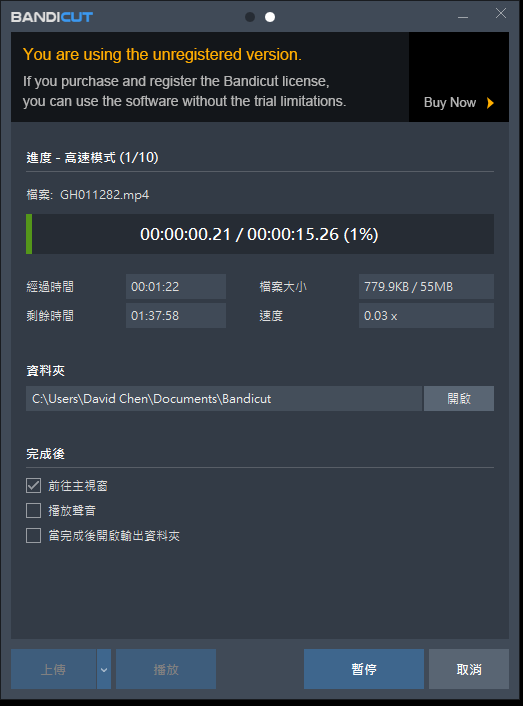 BANDICUT
You are using the unregistered version.
If you purchase and register the Bandicut license,
you can use the software without the trial limitations.
Buy Now
進度 - 高速模式 (1/10)
檔案: GH011282.mp4
00:00:00.21 / 00:00:15.26 (1%)
經過時間 00:01:22 檔案大小 779.9KB / 55MB
剩餘時間 01:37:58 速度 0.03 x
資料夾
C:\Users\David Chen\Documents\Bandicut 開啟
完成後
前往主視窗
播放聲音
當完成後開啟輸出資料夾
上傳 播放 暫停 取消